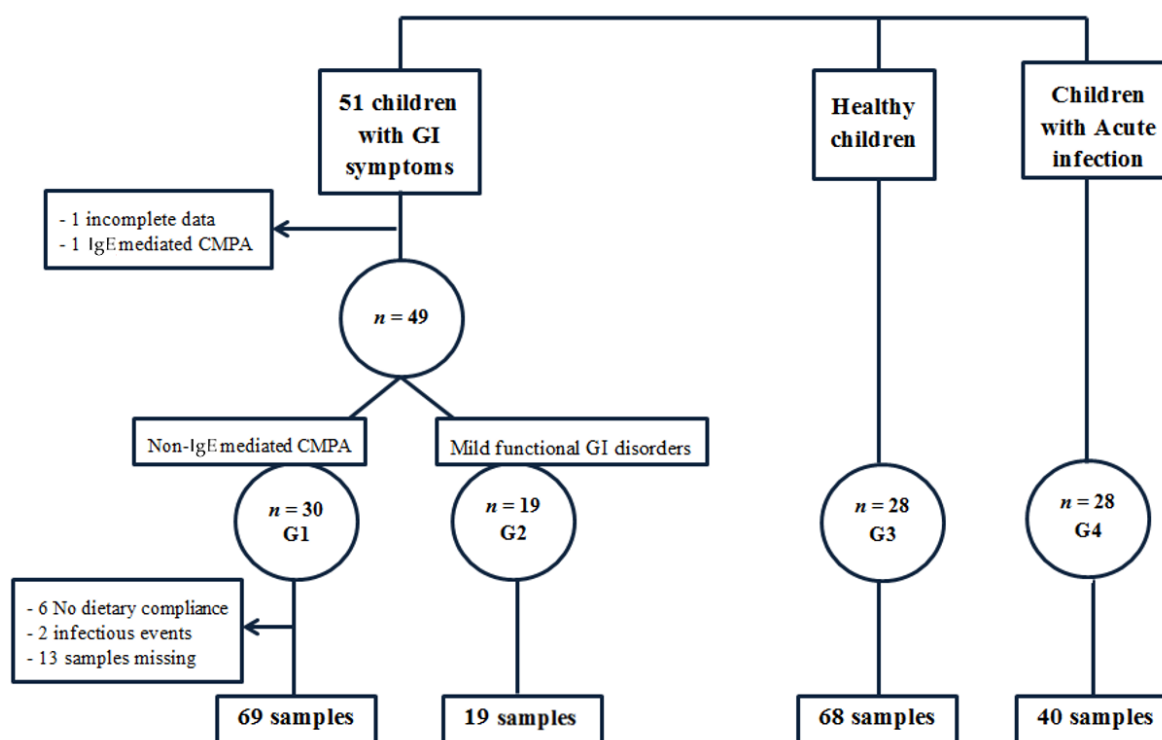 51 children
with GI
symptoms
Healthy
children
Children
with Acute
infection
- 1 incomplete data
- 1 IgE mediated CMPA
n = 49
Non-IgE mediated CMPA
Mild functional GI disorders
n = 30
G1
n = 19
G2
n = 28
G3
n = 28
G4
- 6 No dietary compliance
- 2 infectious events
- 13 samples missing
69 samples
19 samples
68 samples
40 samples